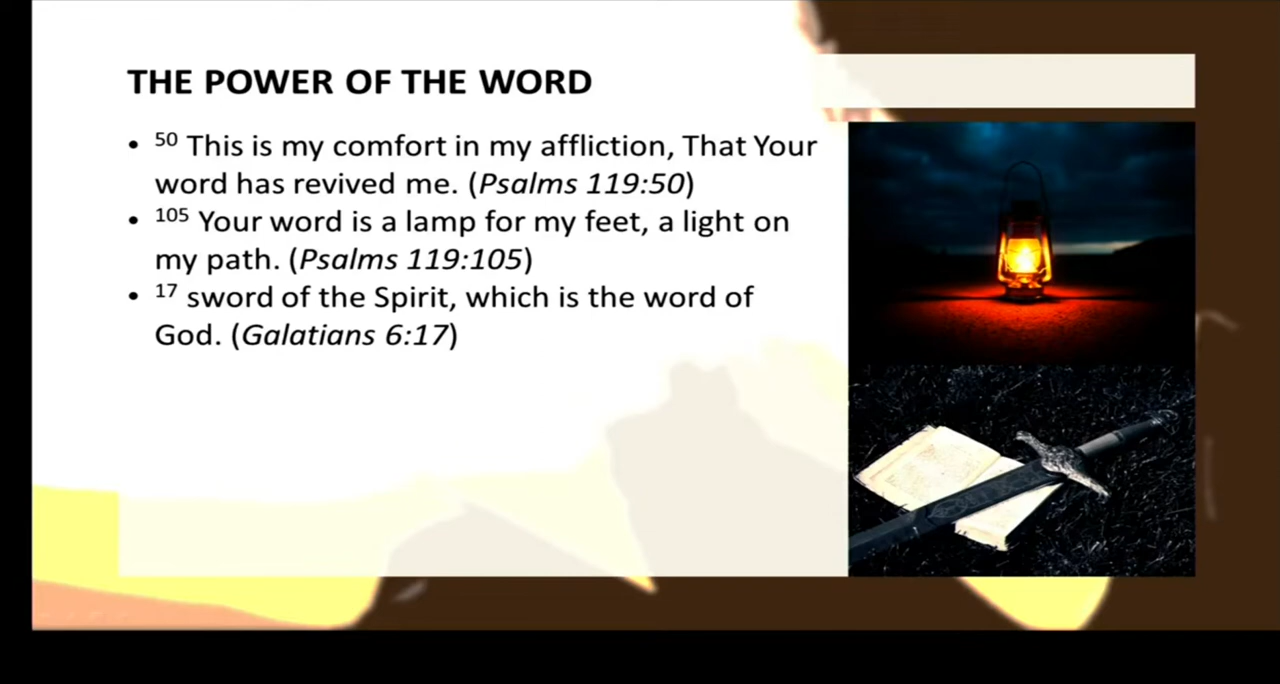 THE POWER OF THE WORD
• ⁵⁰ This is my comfort in my affliction, That Your
word has revived me. (Psalms 119:50)
• ¹⁰⁵ Your word is a lamp for my feet, a light on
my path. (Psalms 119:105)
• ¹⁷ sword of the Spirit, which is the word of
God. (Galatians 6:17)